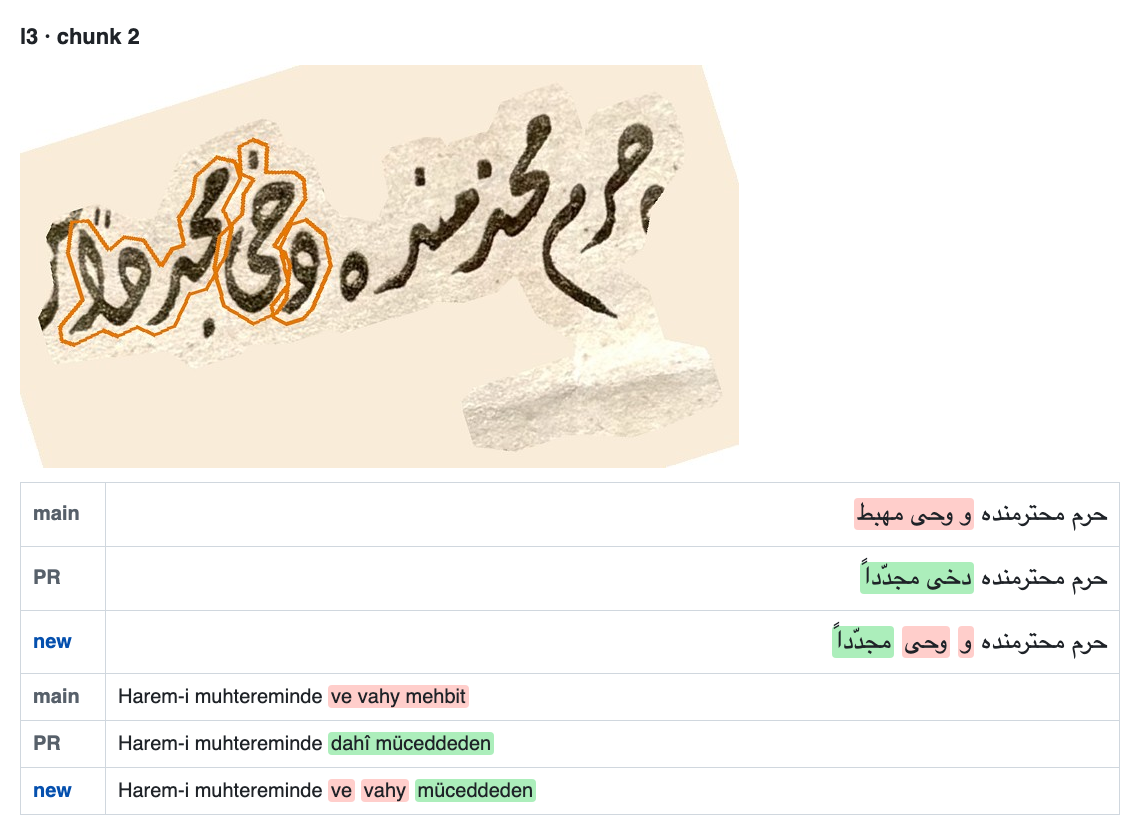 l3 · chunk 2
حرم محترمنده دخی مجدداً
main حرم محترمنده و وحی مهبط
PR حرم محترمنده دخی مجدّداً
new حرم محترمنده و وحی مجدّداً
main Harem-i muhtereminde ve vahy mehbit
PR Harem-i muhtereminde dahî müceddeden
new Harem-i muhtereminde ve vahy müceddeden